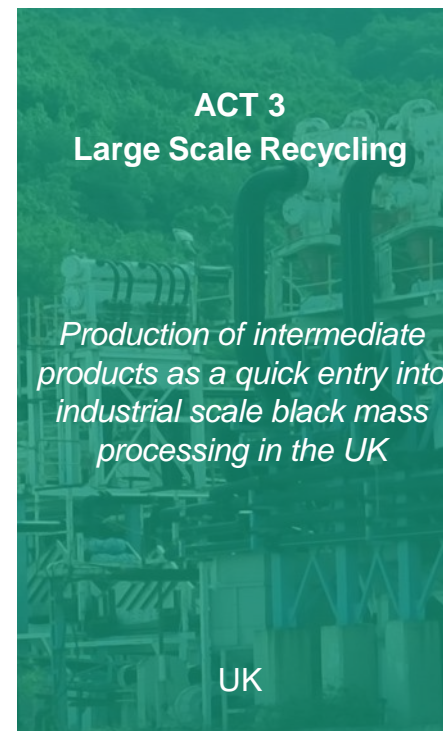 ACT 3
Large Scale Recycling
Production of intermediate
products as a quick entry into
industrial scale black mass
processing in the UK
UK